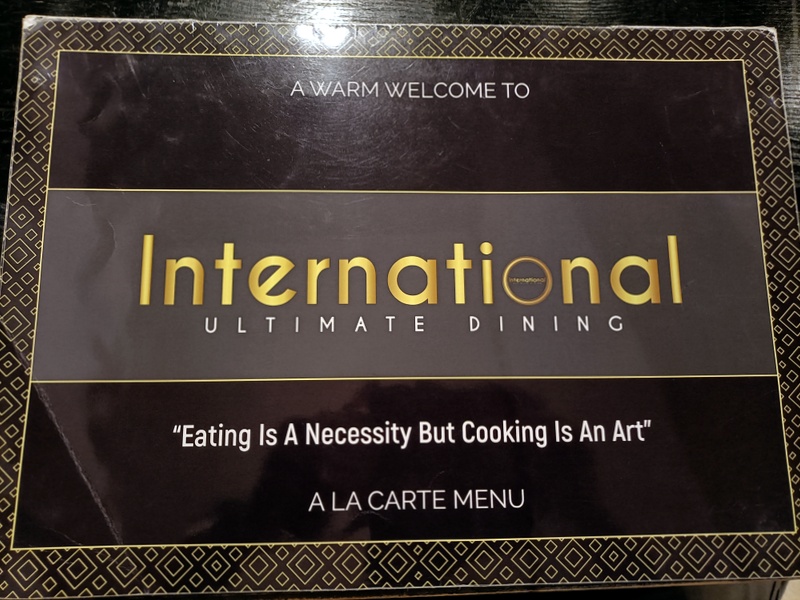 A WARM WELCOME TO
International
ULTIMATE DINING
“Eating Is A Necessity But Cooking Is An Art”
A LA CARTE MENU